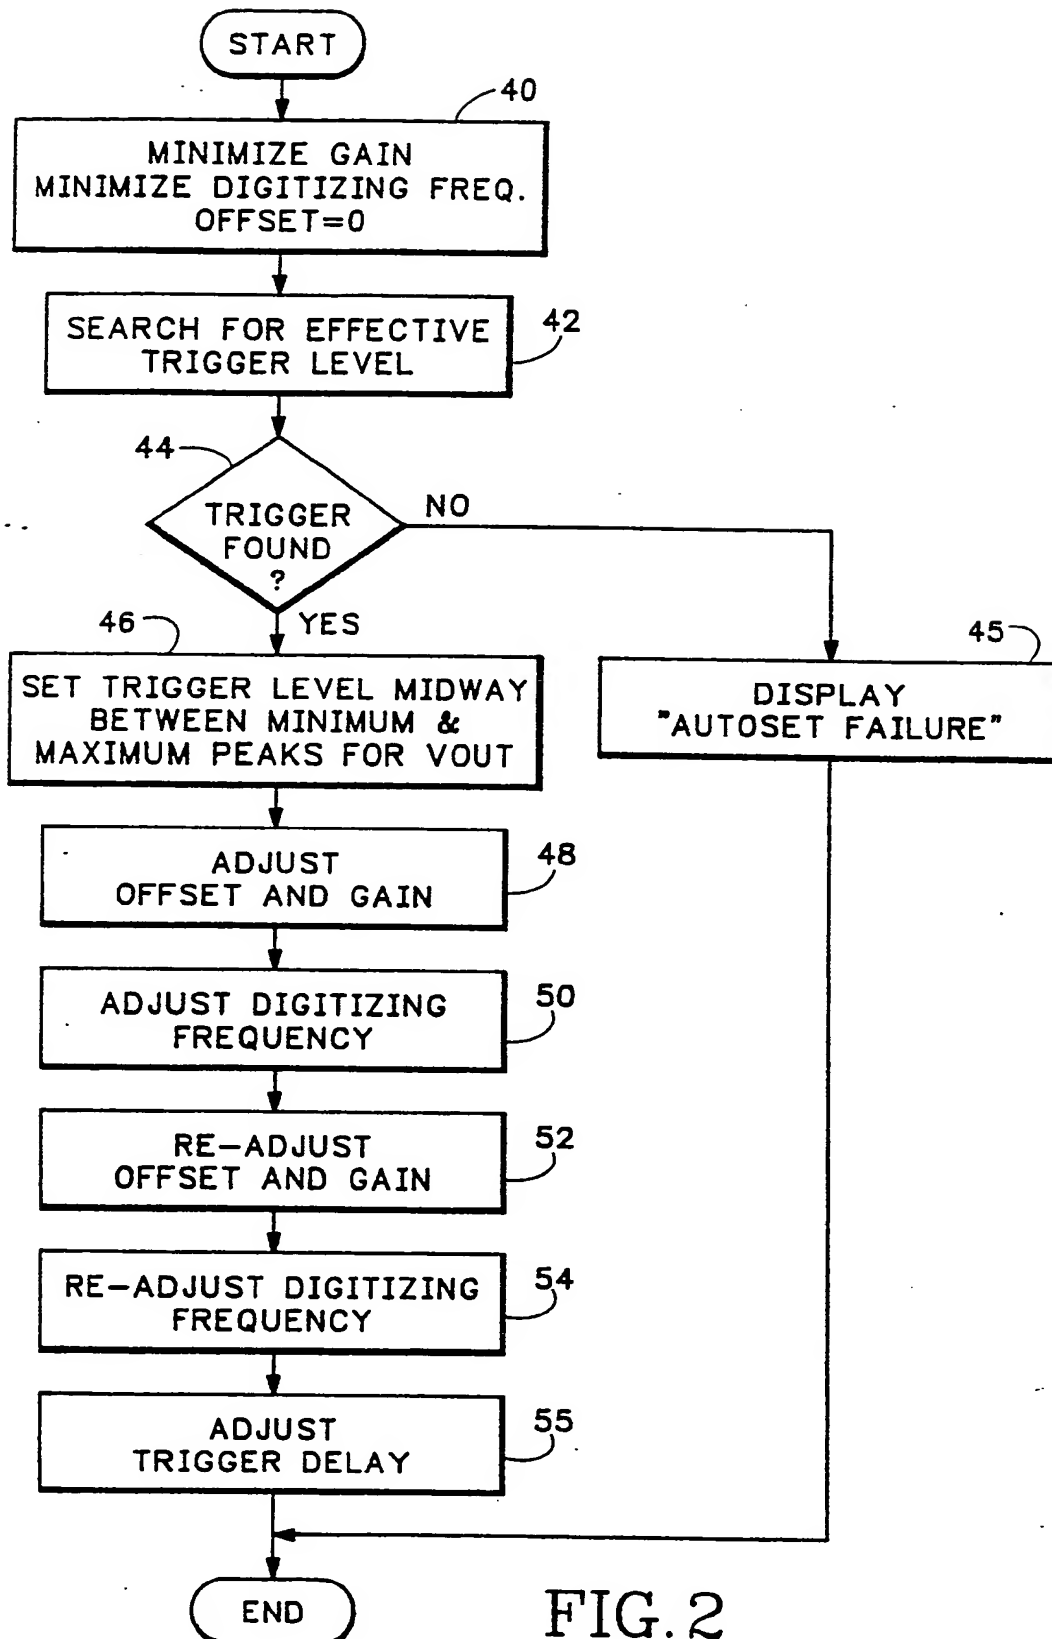 START
40
MINIMIZE GAIN
MINIMIZE DIGITIZING FREQ.
OFFSET=0
SEARCH FOR EFFECTIVE
TRIGGER LEVEL
42
44
TRIGGER
FOUND
?
NO
YES
46
SET TRIGGER LEVEL MIDWAY
BETWEEN MINIMUM &
MAXIMUM PEAKS FOR VOUT
45
DISPLAY
"AUTOSET FAILURE"
ADJUST
OFFSET AND GAIN
48
ADJUST DIGITIZING
FREQUENCY
50
RE-ADJUST
OFFSET AND GAIN
52
RE-ADJUST DIGITIZING
FREQUENCY
54
ADJUST
TRIGGER DELAY
55
END
FIG. 2